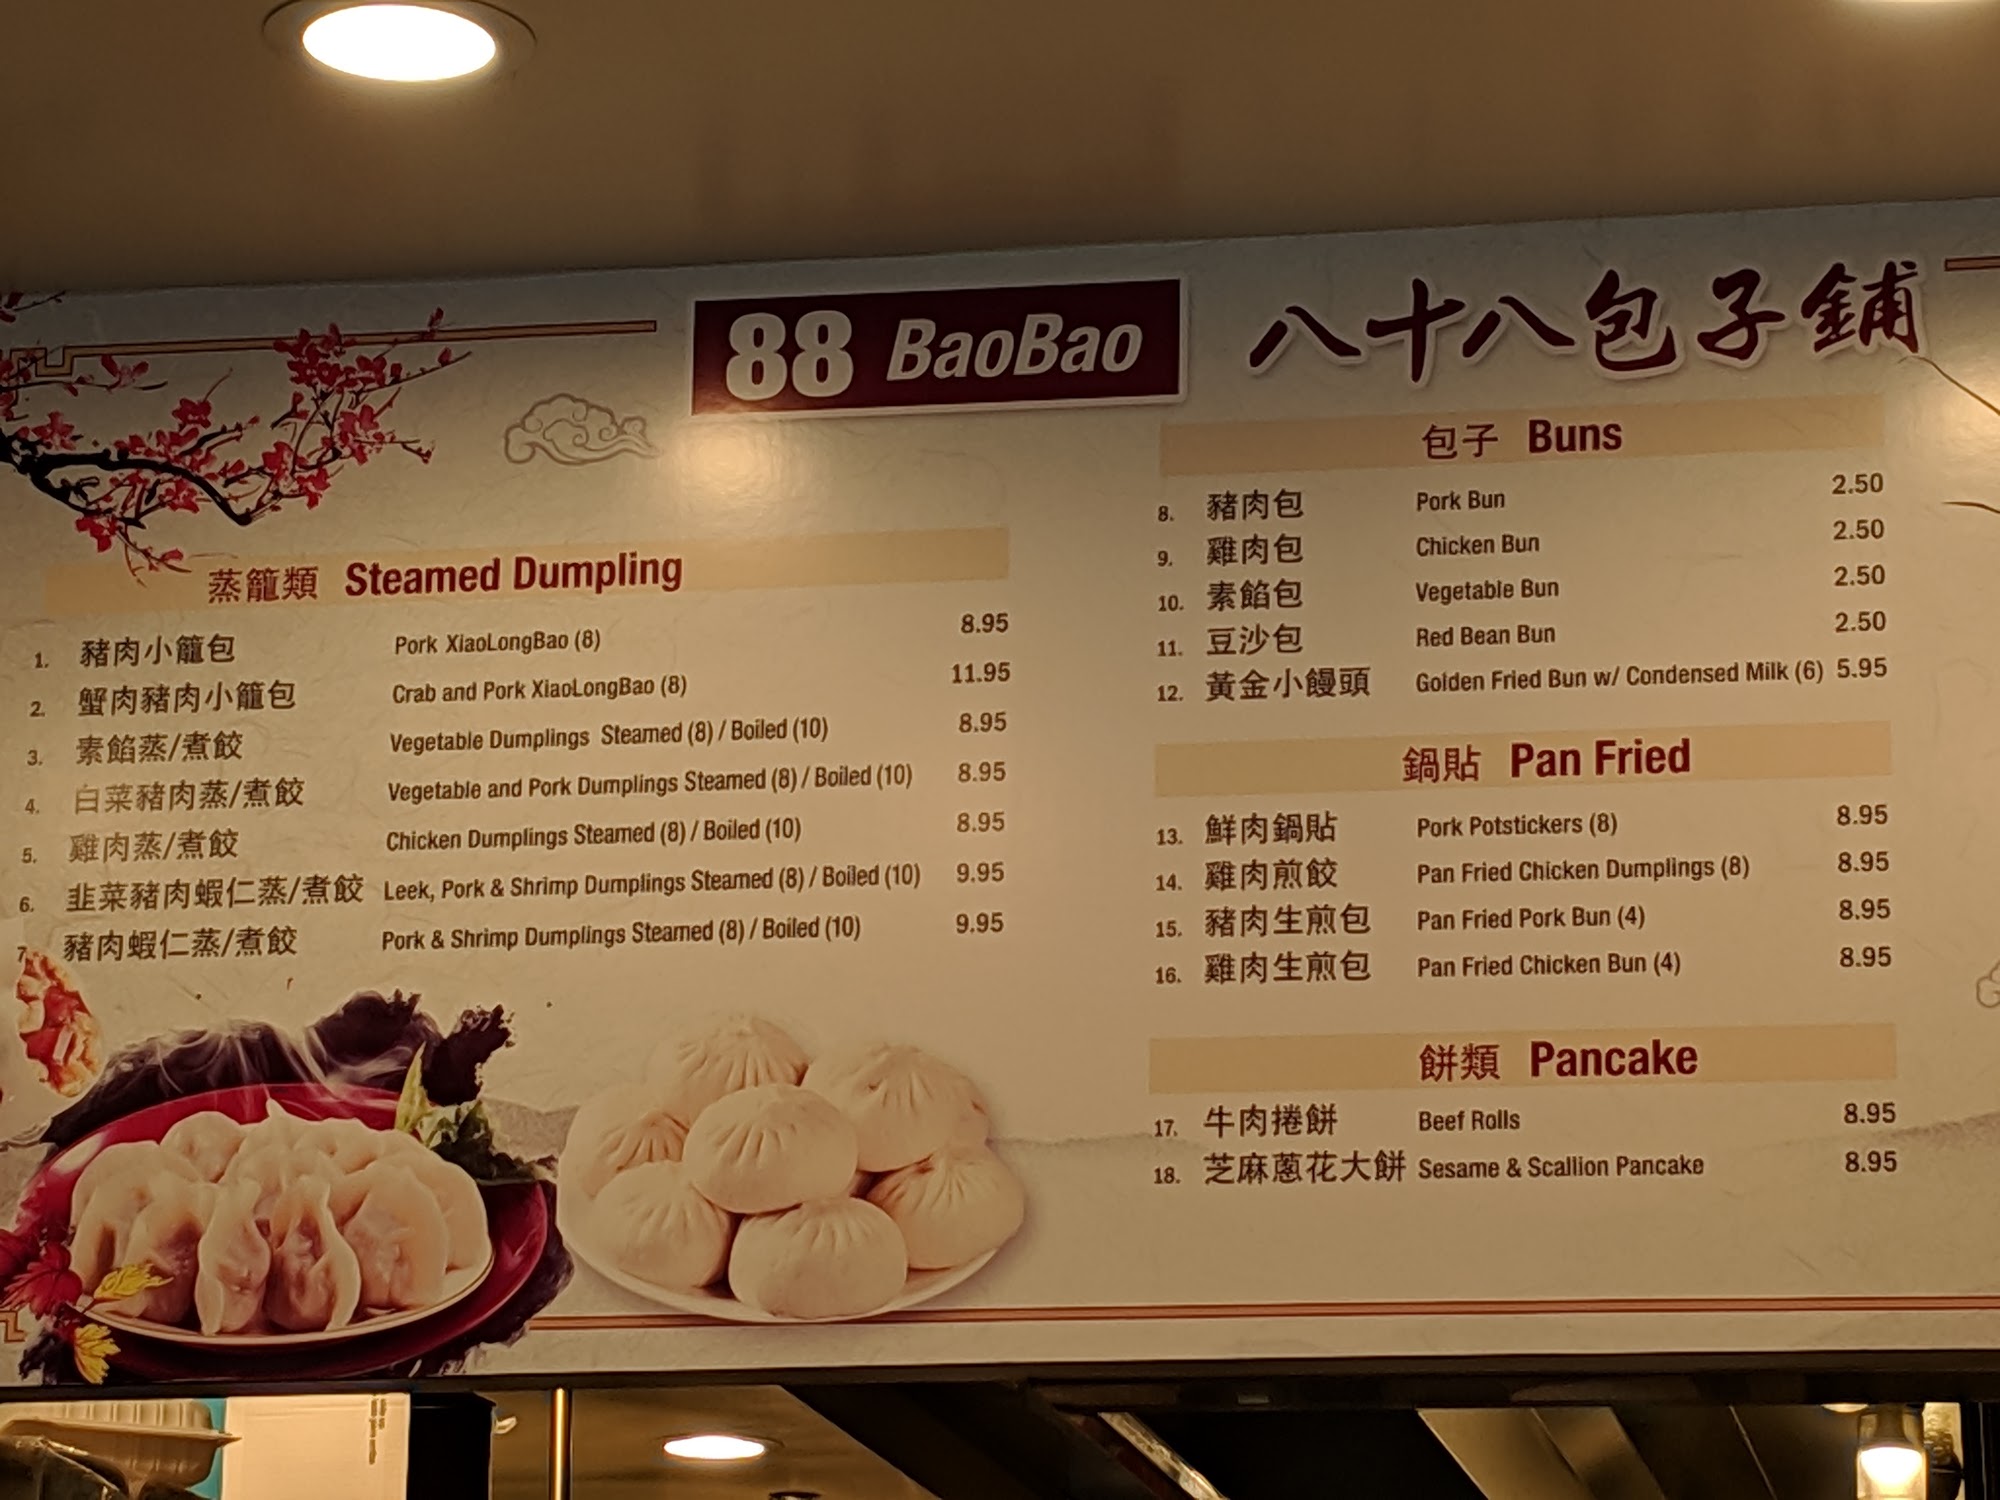 88 BaoBao 八十八包子鋪
蒸籠類 Steamed Dumpling
1. 豬肉小籠包 Pork XiaoLongBao (8) 8.95
2. 蟹肉豬肉小籠包 Crab and Pork XiaoLongBao (8) 11.95
3. 素餡蒸/煮餃 Vegetable Dumplings Steamed (8) / Boiled (10) 8.95
4. 白菜豬肉蒸/煮餃 Vegetable and Pork Dumplings Steamed (8) / Boiled (10) 8.95
5. 雞肉蒸/煮餃 Chicken Dumplings Steamed (8) / Boiled (10) 8.95
6. 韭菜豬肉蝦仁蒸/煮餃 Leek, Pork & Shrimp Dumplings Steamed (8) / Boiled (10) 9.95
7. 豬肉蝦仁蒸/煮餃 Pork & Shrimp Dumplings Steamed (8) / Boiled (10) 9.95
包子 Buns
8. 豬肉包 Pork Bun 2.50
9. 雞肉包 Chicken Bun 2.50
10. 素餡包 Vegetable Bun 2.50
11. 豆沙包 Red Bean Bun 2.50
12. 黃金小饅頭 Golden Fried Bun w/ Condensed Milk (6) 5.95
鍋貼 Pan Fried
13. 鮮肉鍋貼 Pork Potstickers (8) 8.95
14. 雞肉煎餃 Pan Fried Chicken Dumplings (8) 8.95
15. 豬肉生煎包 Pan Fried Pork Bun (4) 8.95
16. 雞肉生煎包 Pan Fried Chicken Bun (4) 8.95
餅類 Pancake
17. 牛肉捲餅 Beef Rolls 8.95
18. 芝麻蔥花大餅 Sesame & Scallion Pancake 8.95